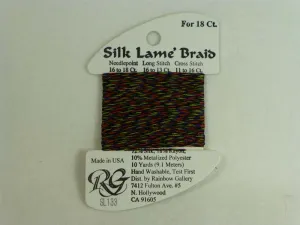 For 18 Ct.
Silk Lamé Braid
Needlepoint Long Stitch Cross Stitch
16 to 18 Ct. 16 to 13 Ct. 11 to 16 Ct.
Made in USA
RG
SL133
10% Metalized Polyester
10 Yards (9.1 Meters)
Hand Washable, Test First
Dist. by Rainbow Gallery
7412 Fulton Ave. #5
N. Hollywood
CA 91605